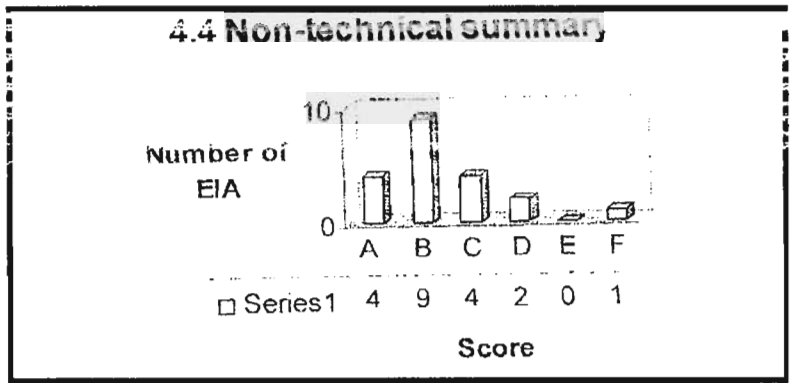 4.4 Non-technical summary
10
Number of
EIA
0
A B C D E F
Series1 4 9 4 2 0 1
Score